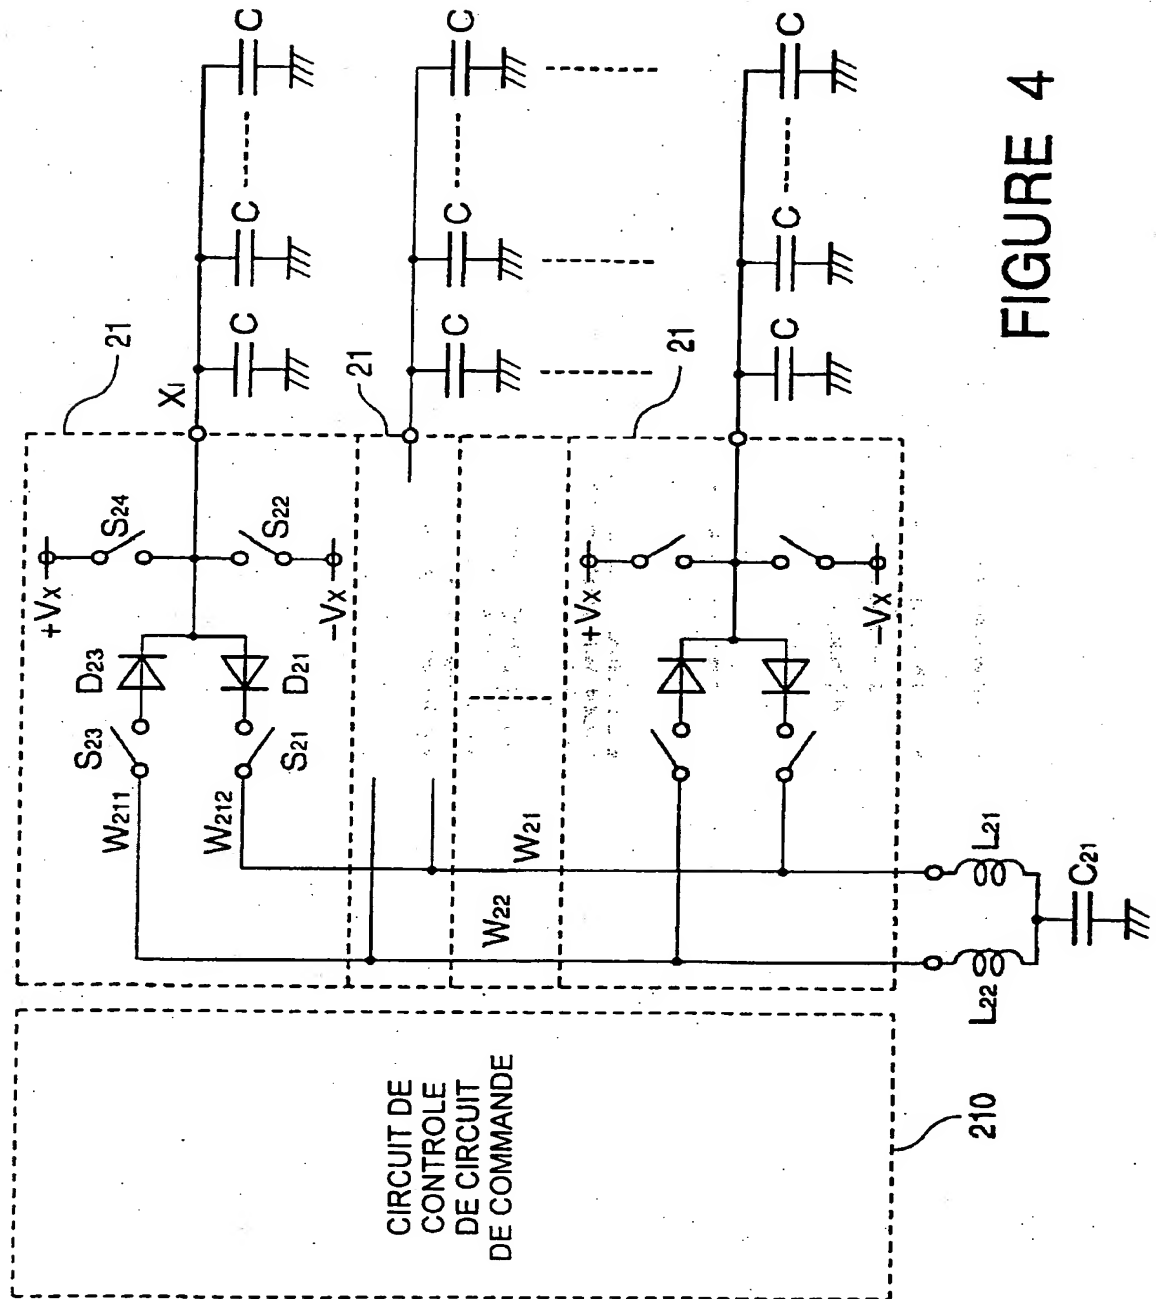 21
X1
C
C
C
+Vx
S24
S22
-Vx
D23
D21
S23
S21
W211
W212
21
C
C
C
21
C
C
C
+Vx
-Vx
W21
W22
L21
L22
C21
CIRCUIT DE
CONTROLE
DE CIRCUIT
DE COMMANDE
210
FIGURE 4